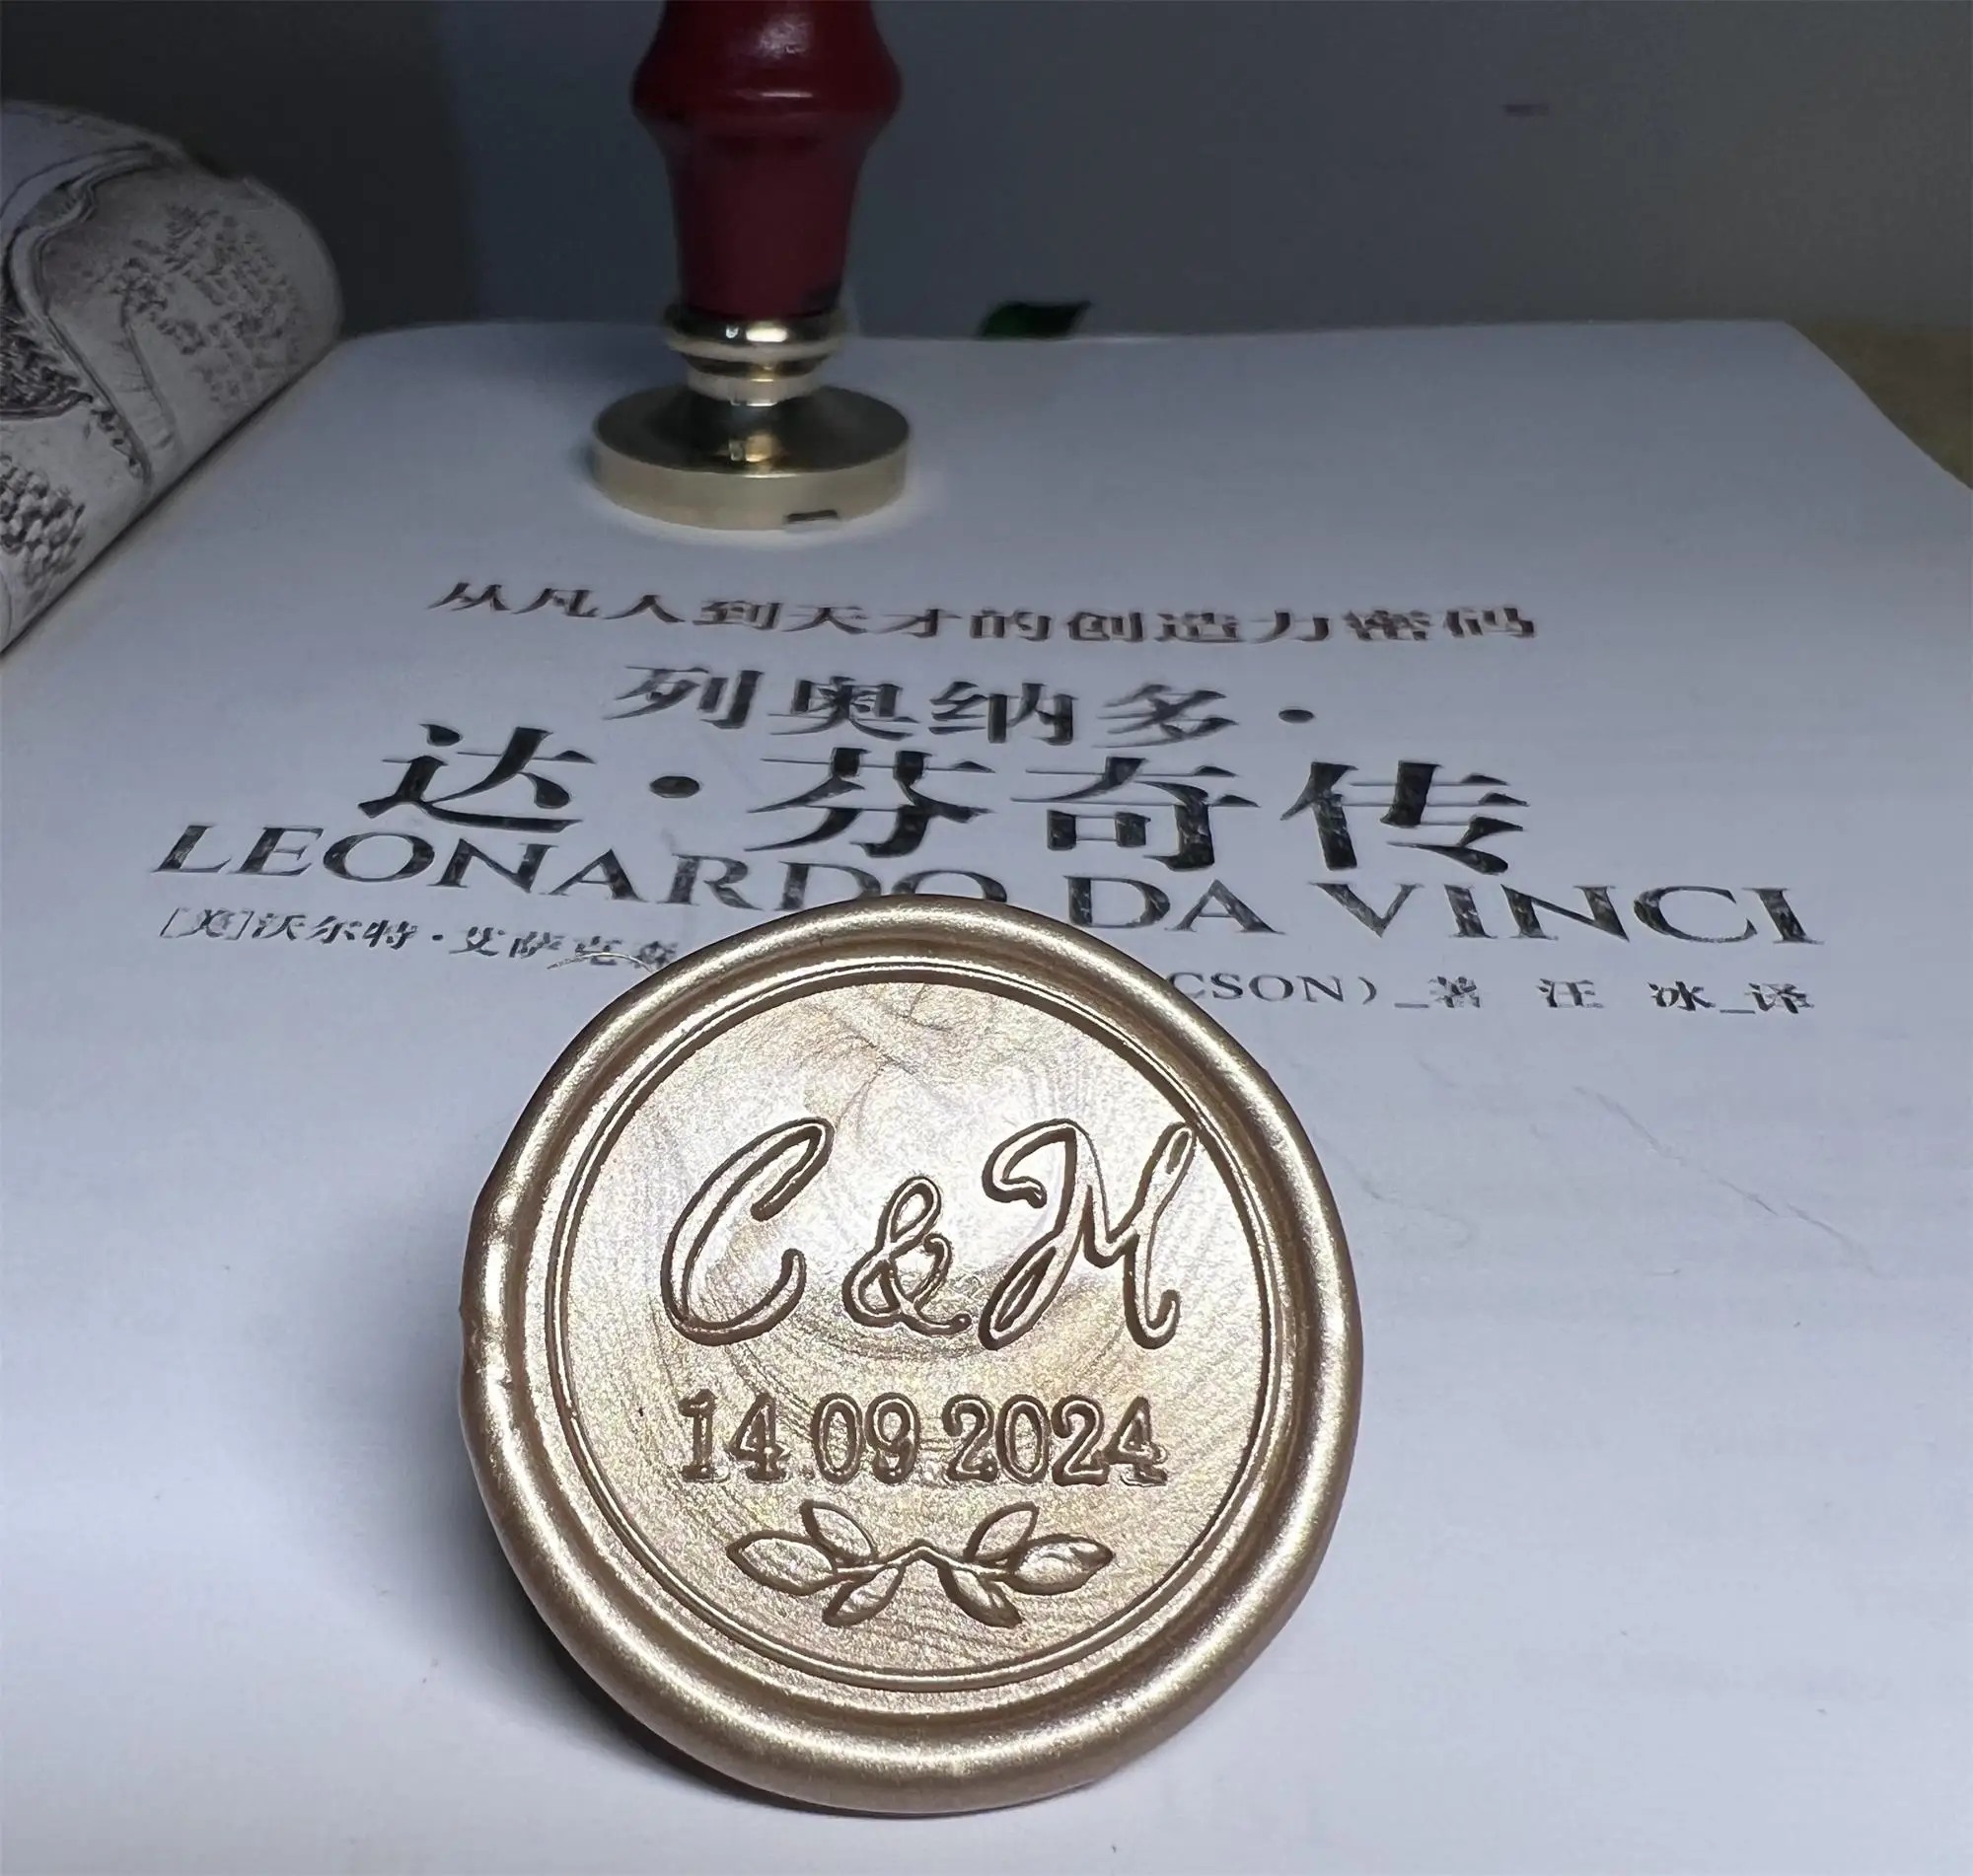 从凡人到天才的创造力密码
列奥纳多·
达·芬奇传
LEONARDO DA VINCI
[美]沃尔特·艾萨克森 CSON)_著 汪 冰_译
C & M
14.09.2024